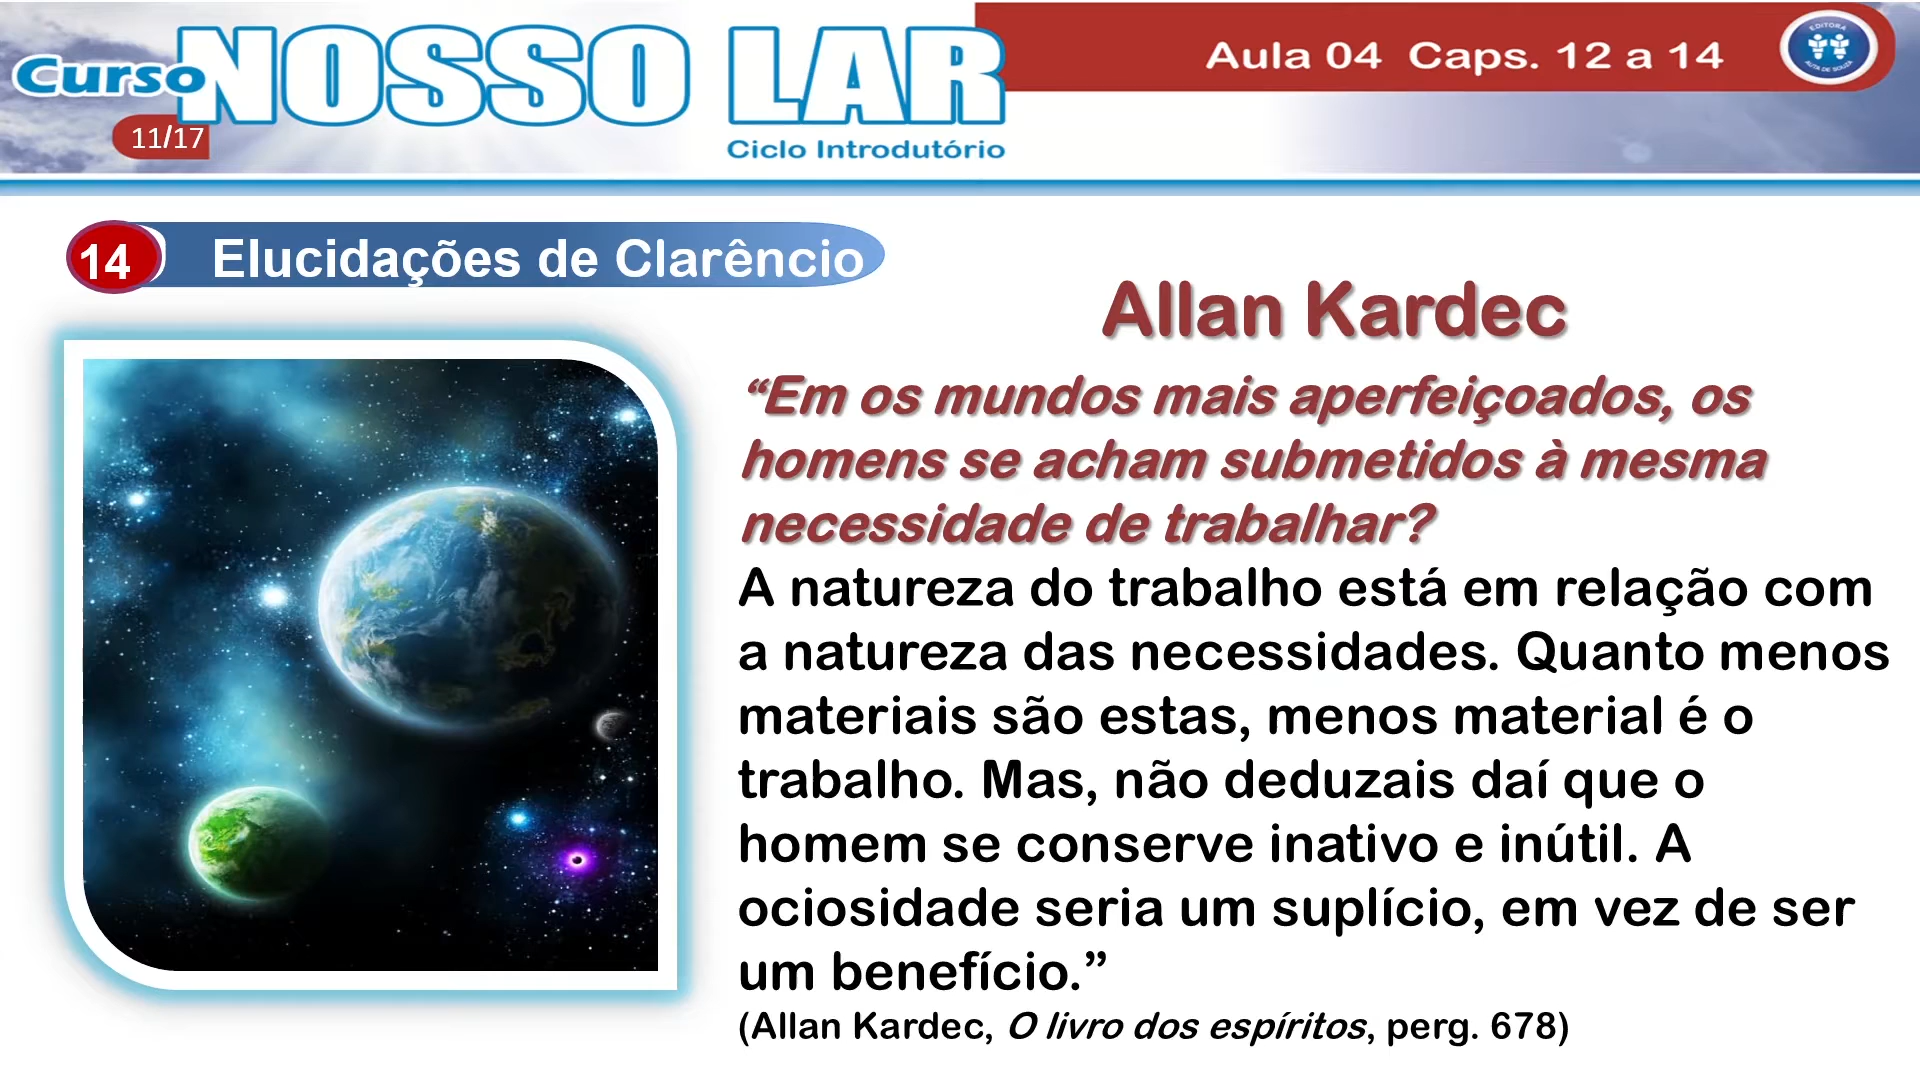 Curso NOSSO LAR
Ciclo Introdutório
11/17
Aula 04 Caps. 12 a 14
EDITORA
AUTA DE SOUZA
14 Elucidações de Clarêncio
Allan Kardec
“Em os mundos mais aperfeiçoados, os
homens se acham submetidos à mesma
necessidade de trabalhar?
A natureza do trabalho está em relação com
a natureza das necessidades. Quanto menos
materiais são estas, menos material é o
trabalho. Mas, não deduzais daí que o
homem se conserve inativo e inútil. A
ociosidade seria um suplício, em vez de ser
um benefício.”
(Allan Kardec, O livro dos espíritos, perg. 678)